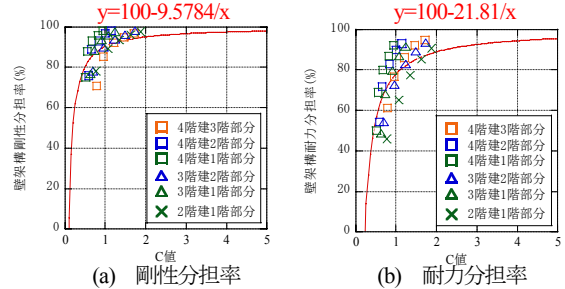 y=100-9.5784/x
壁架構剛性分担率(%)
100
80
60
40
20
0
4階建3階部分
4階建2階部分
4階建1階部分
3階建2階部分
3階建1階部分
2階建1階部分
0 1 2 3 4 5
C値
(a) 剛性分担率
y=100-21.81/x
壁架構耐力分担率(%)
100
80
60
40
20
0
4階建3階部分
4階建2階部分
4階建1階部分
3階建2階部分
3階建1階部分
2階建1階部分
0 1 2 3 4 5
C値
(b) 耐力分担率